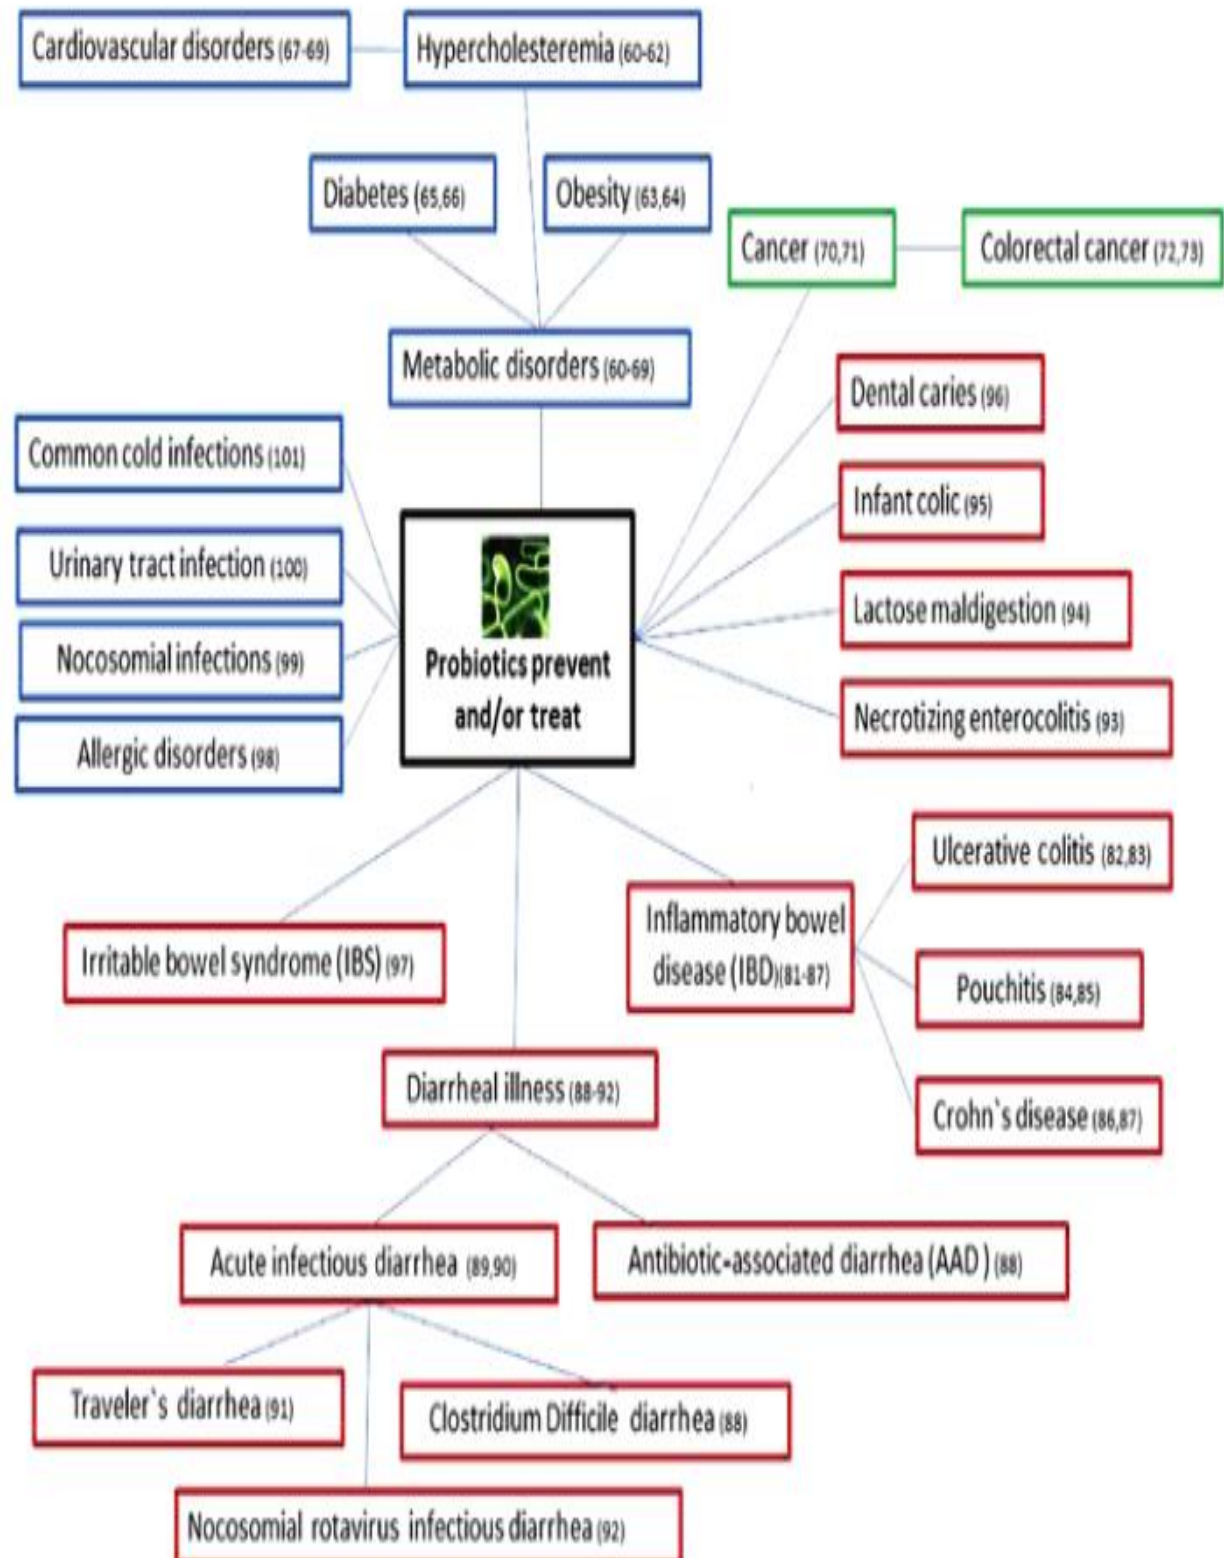 Cardiovascular disorders (67-69)
Hypercholesteremia (60-62)
Diabetes (65,66)
Obesity (63,64)
Cancer (70,71)
Colorectal cancer (72,73)
Metabolic disorders (60-69)
Dental caries (96)
Common cold infections (101)
Infant colic (95)
Urinary tract infection (100)
Lactose maldigestion (94)
Nocosomial infections (99)
Probiotics prevent
and/or treat
Necrotizing enterocolitis (93)
Allergic disorders (98)
Ulcerative colitis (82,83)
Inflammatory bowel
disease (IBD)(81-87)
Irritable bowel syndrome (IBS) (97)
Pouchitis (84,85)
Diarrheal illness (88-92)
Crohn`s disease (86,87)
Acute infectious diarrhea (89,90)
Antibiotic-associated diarrhea (AAD ) (88)
Traveler`s diarrhea (91)
Clostridium Difficile diarrhea (88)
Nocosomial rotavirus infectious diarrhea (92)